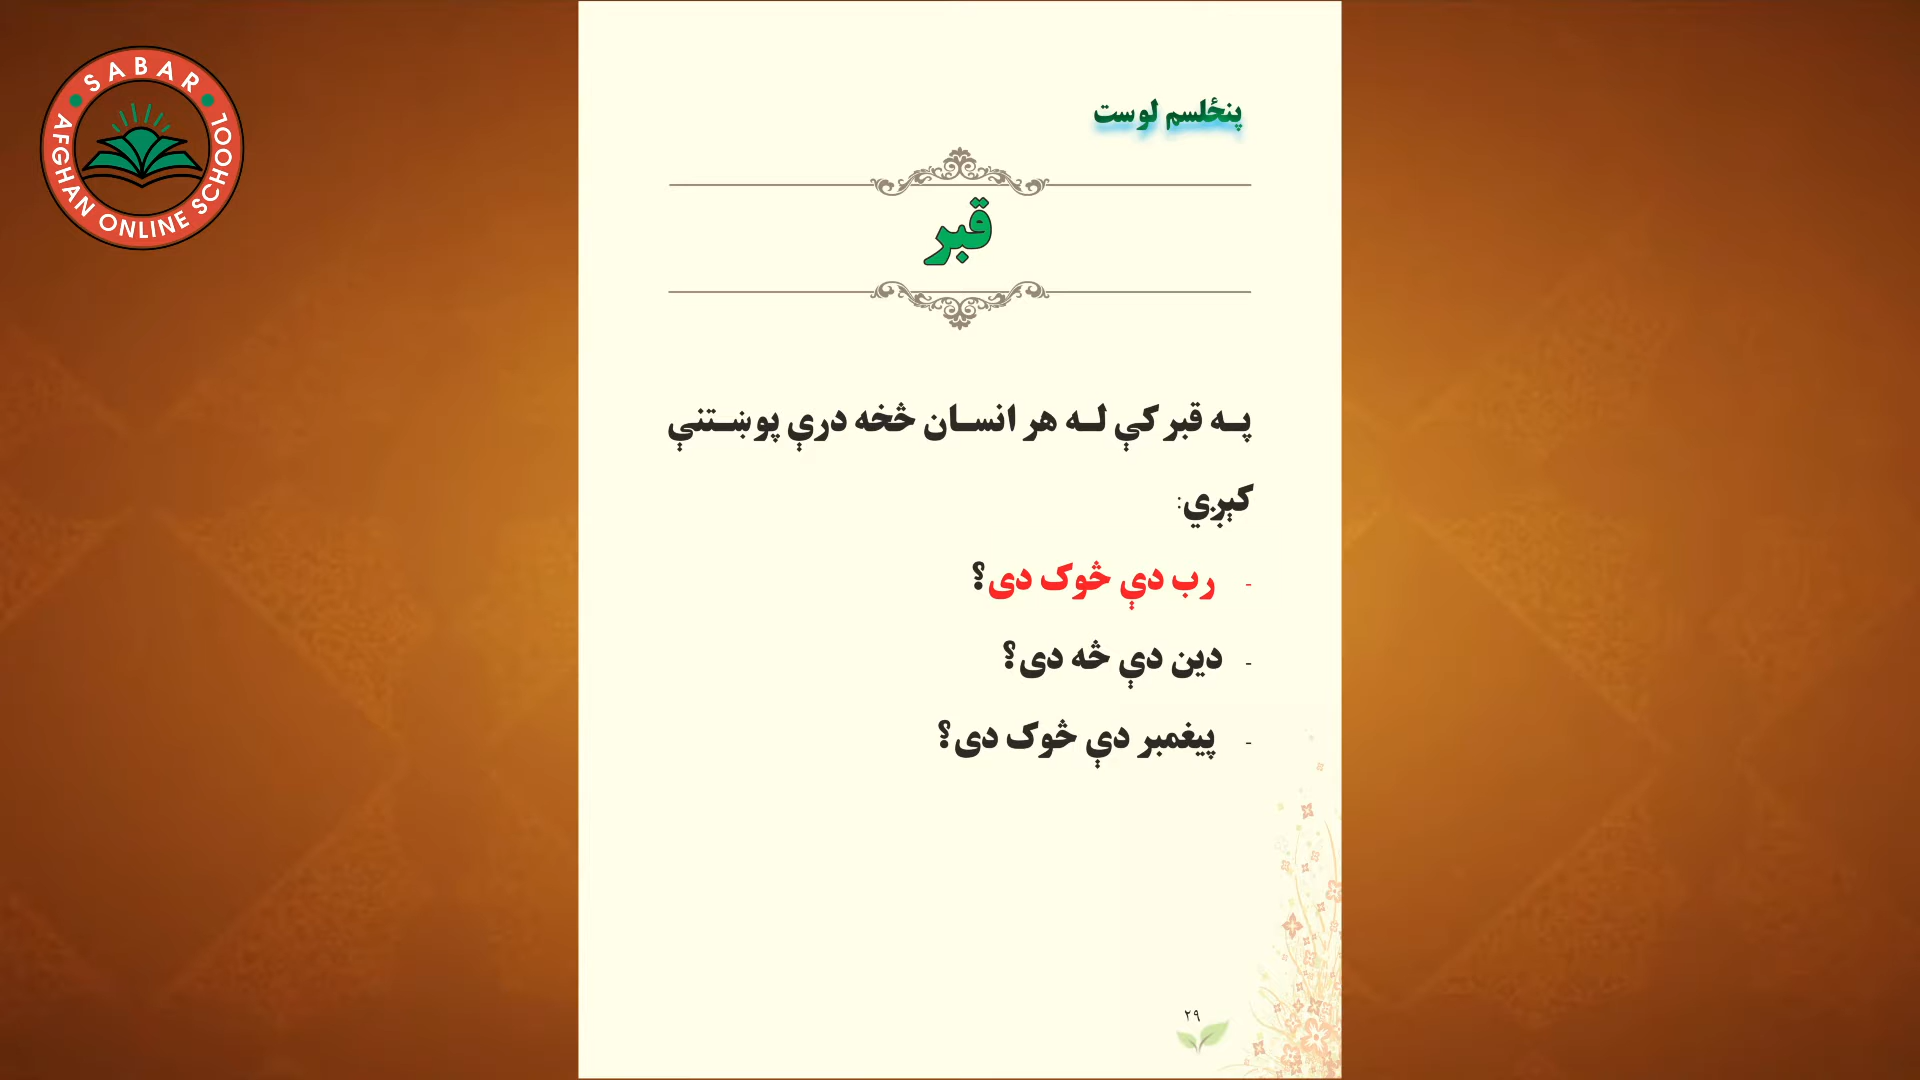 SABAR
AFGHAN ONLINE SCHOOL
پنځلسم لوست
قبر
پـه قبر کې لـه هر انسـان څخه درې پوښـتنې
کېږي:
- رب دې څوک دی؟
- دین دې څه دی؟
- پیغمبر دې څوک دی؟
۲۹